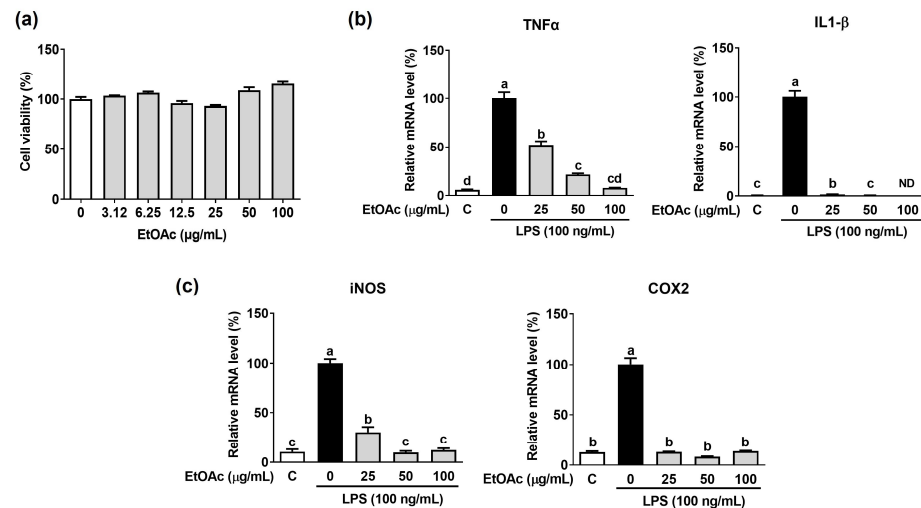 (a)
Cell viability (%)
150
100
50
0
0 3.12 6.25 12.5 25 50 100
EtOAc (µg/mL)
(b)
TNFα
Relative mRNA level (%)
150
100
50
0
d a b c cd
EtOAc (µg/mL) C 0 25 50 100
LPS (100 ng/mL)
IL1-β
Relative mRNA level (%)
150
100
50
0
c a b c ND
EtOAc (µg/mL) C 0 25 50 100
LPS (100 ng/mL)
(c)
iNOS
Relative mRNA level (%)
150
100
50
0
c a b c c
EtOAc (µg/mL) C 0 25 50 100
LPS (100 ng/mL)
COX2
Relative mRNA level (%)
150
100
50
0
b a b b b
EtOAc (µg/mL) C 0 25 50 100
LPS (100 ng/mL)